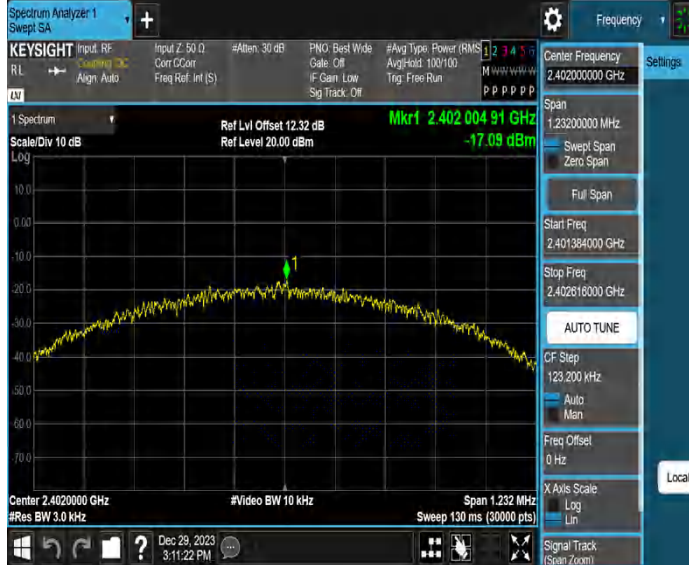 Spectrum Analyzer 1
Swept SA
+
Frequency
KEYSIGHT
RL
Input: RF
Coupling: DC
Align: Auto
Input Z: 50 Ω
Corr CCorr
Freq Ref: Int (S)
#Atten: 30 dB
PNO: Best Wide
Gate: Off
IF Gain: Low
Sig Track: Off
#Avg Type: Power (RMS
Avg|Hold: 100/100
Trig: Free Run
1 2 3 4 5 6
M W W W W W
P P P P P P
LXI
1 Spectrum
Scale/Div 10 dB
Ref Lvl Offset 12.32 dB
Ref Level 20.00 dBm
Mkr1 2.402 004 91 GHz
-17.09 dBm
Log
10.0
0.00
-10.0
-20.0
-30.0
-40.0
-50.0
-60.0
-70.0
1
Center 2.4020000 GHz
#Res BW 3.0 kHz
#Video BW 10 kHz
Span 1.232 MHz
Sweep 130 ms (30000 pts)
Dec 29, 2023
3:11:22 PM
?
Center Frequency
2.402000000 GHz
Settings
Span
1.23200000 MHz
Swept Span
Zero Span
Full Span
Start Freq
2.401384000 GHz
Stop Freq
2.402616000 GHz
AUTO TUNE
CF Step
123.200 kHz
Auto
Man
Freq Offset
0 Hz
X Axis Scale
Log
Lin
Local
Signal Track
(Span Zoom)